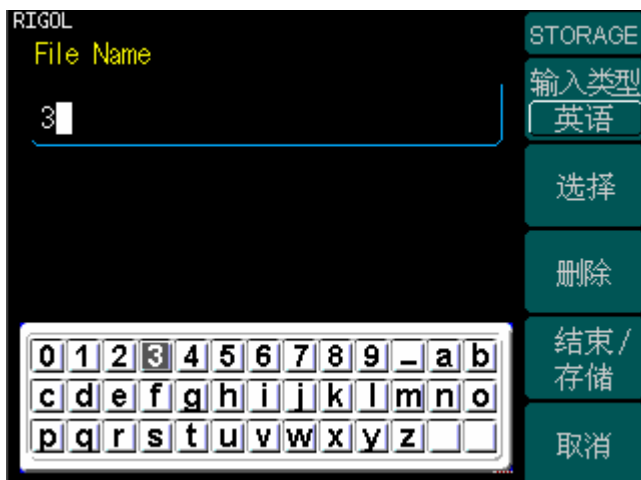 RIGOL
File Name
3
0 1 2 3 4 5 6 7 8 9 _ a b
c d e f g h i j k l m n o
p q r s t u v w x y z
STORAGE
输入类型
英语
选择
删除
结束/
存储
取消